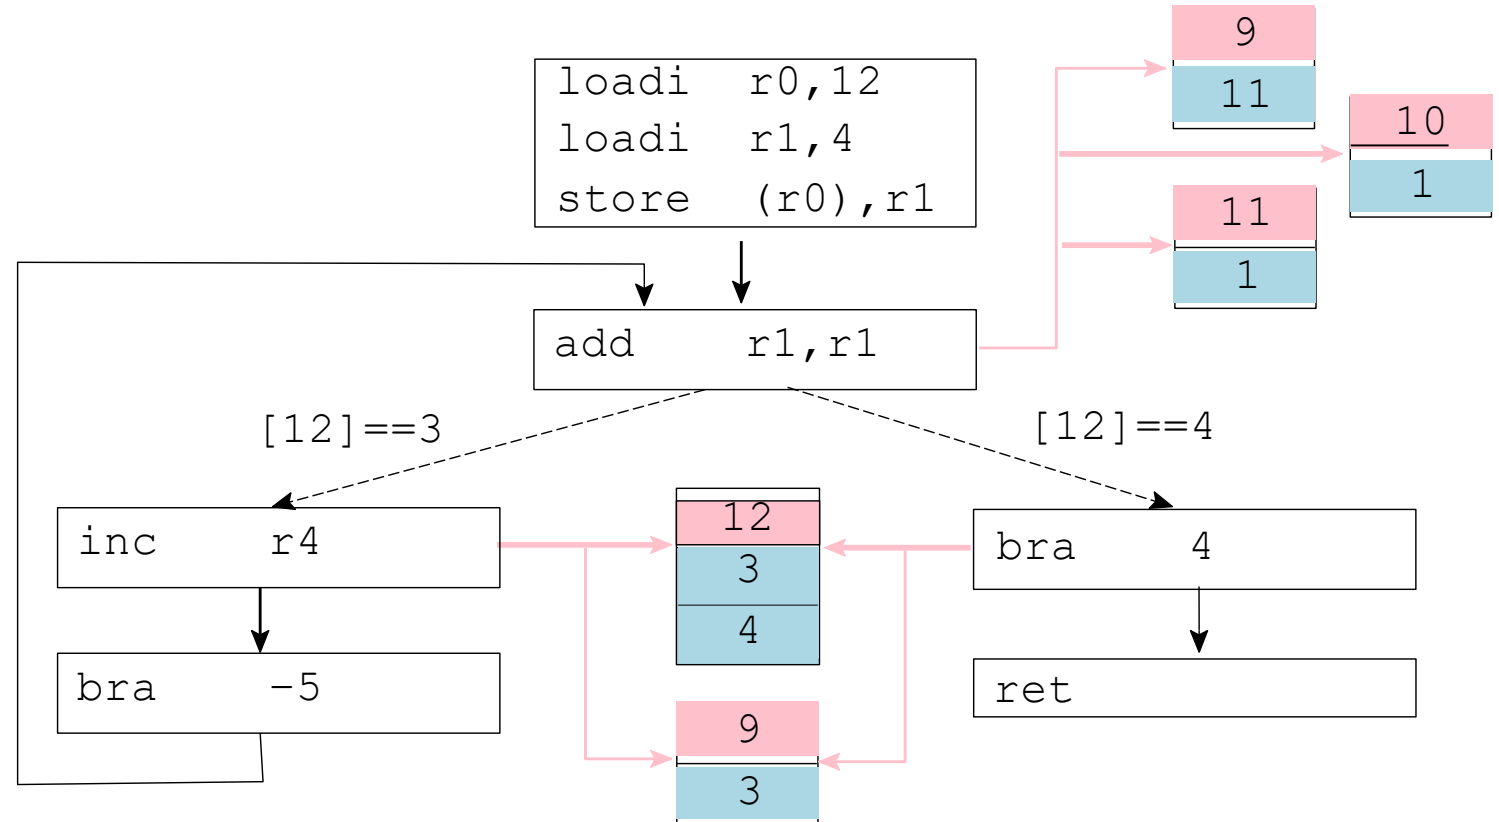 loadi r0,12
loadi r1,4
store (r0),r1
9
11
10
1
11
1
add r1,r1
[12]==3
[12]==4
inc r4
12
3
4
bra 4
bra -5
9
3
ret